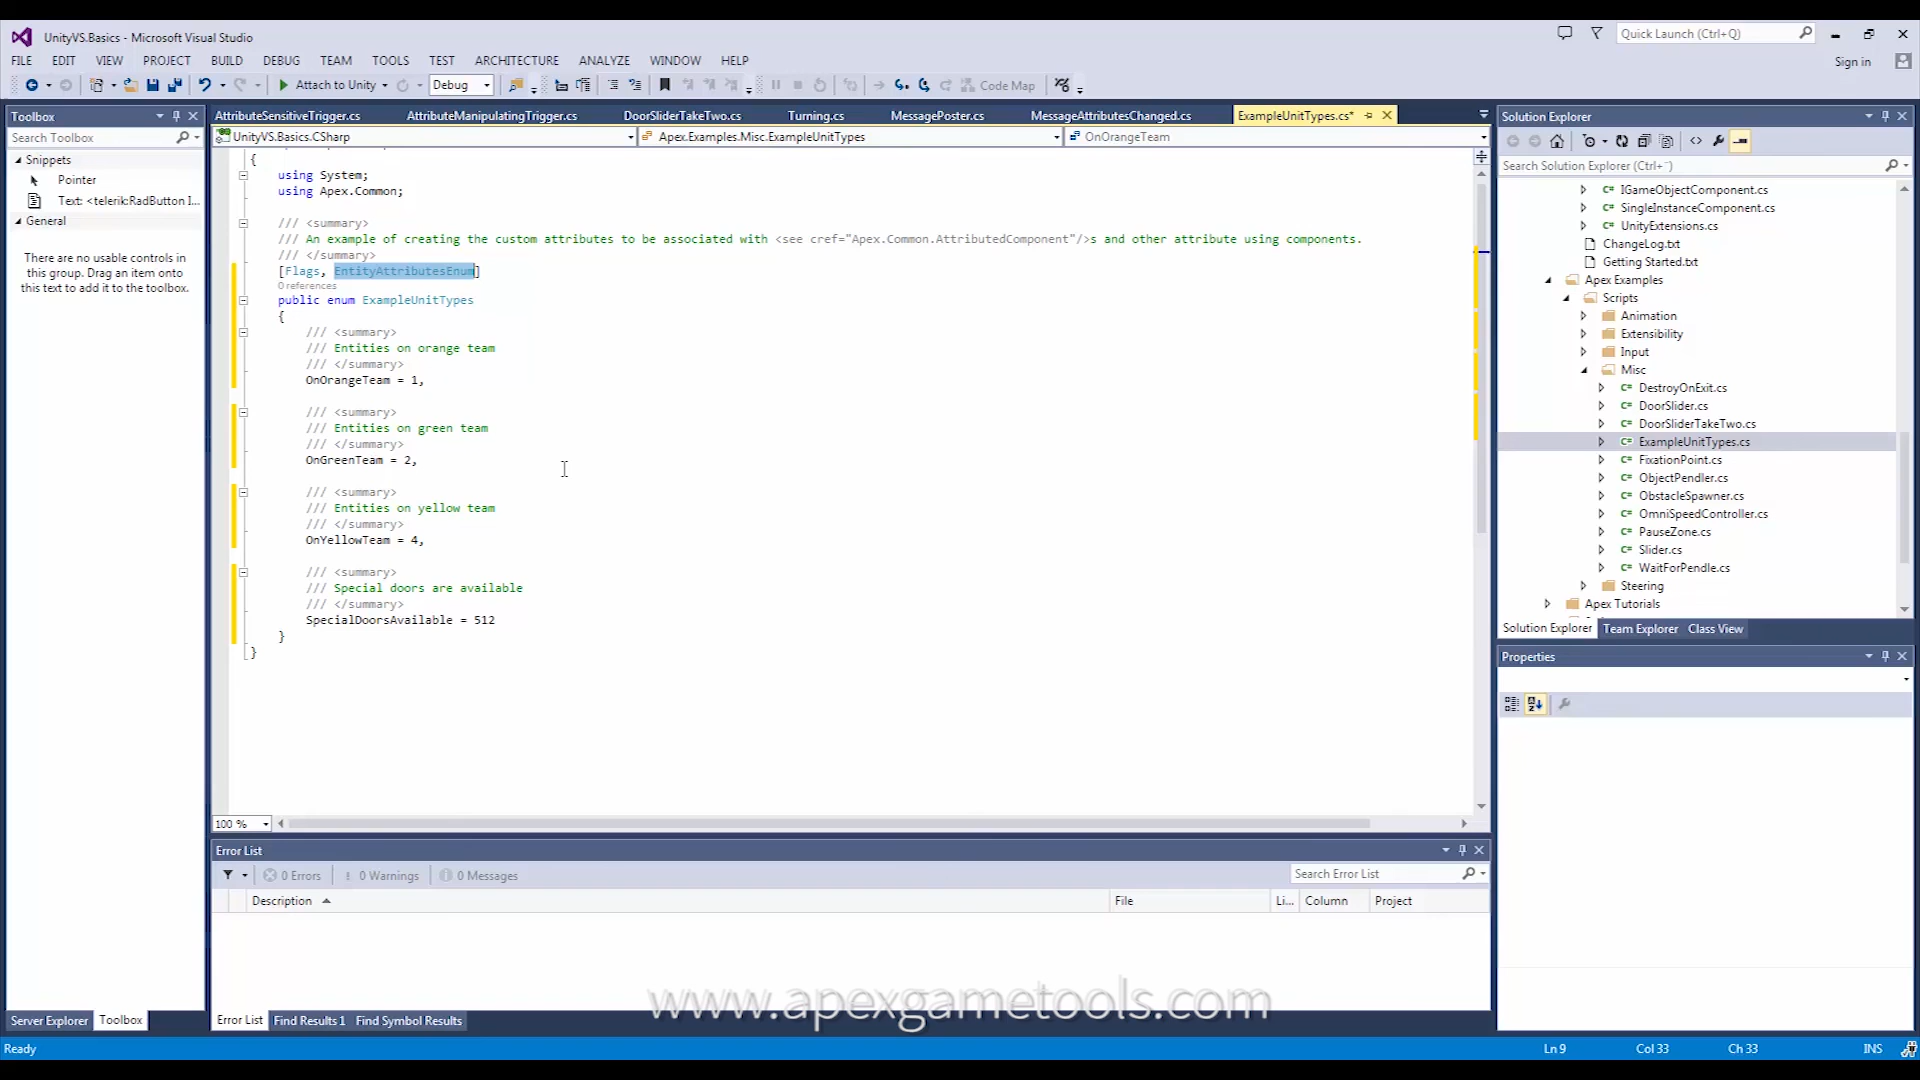 UnityVS.Basics - Microsoft Visual Studio
Quick Launch (Ctrl+Q)
FILE EDIT VIEW PROJECT BUILD DEBUG TEAM TOOLS TEST ARCHITECTURE ANALYZE WINDOW HELP
Sign in
Attach to Unity Debug Code Map
Toolbox
Search Toolbox
Snippets
Pointer
Text: <telerik:RadButton I...
General
There are no usable controls in
this group. Drag an item onto
this text to add it to the toolbox.
Server Explorer Toolbox
AttributeSensitiveTrigger.cs AttributeManipulatingTrigger.cs DoorSliderTakeTwo.cs Turning.cs MessagePoster.cs MessageAttributesChanged.cs ExampleUnitTypes.cs*
UnityVS.Basics.CSharp Apex.Examples.Misc.ExampleUnitTypes OnOrangeTeam
{
using System;
using Apex.Common;
/// <summary>
/// An example of creating the custom attributes to be associated with <see cref="Apex.Common.AttributedComponent"/>s and other attribute using components.
/// </summary>
[Flags, EntityAttributesEnum]
0 references
public enum ExampleUnitTypes
{
/// <summary>
/// Entities on orange team
/// </summary>
OnOrangeTeam = 1,
/// <summary>
/// Entities on green team
/// </summary>
OnGreenTeam = 2,
/// <summary>
/// Entities on yellow team
/// </summary>
OnYellowTeam = 4,
/// <summary>
/// Special doors are available
/// </summary>
SpecialDoorsAvailable = 512
}
}
100 %
Error List
0 Errors 0 Warnings 0 Messages
Search Error List
Description File Li... Column Project
Error List Find Results 1 Find Symbol Results
www.apexgametools.com
Solution Explorer
Search Solution Explorer (Ctrl+¨)
IGameObjectComponent.cs
SingleInstanceComponent.cs
UnityExtensions.cs
ChangeLog.txt
Getting Started.txt
Apex Examples
Scripts
Animation
Extensibility
Input
Misc
DestroyOnExit.cs
DoorSlider.cs
DoorSliderTakeTwo.cs
ExampleUnitTypes.cs
FixationPoint.cs
ObjectPendler.cs
ObstacleSpawner.cs
OmniSpeedController.cs
PauseZone.cs
Slider.cs
WaitForPendle.cs
Steering
Apex Tutorials
Solution Explorer Team Explorer Class View
Properties
Ready Ln 9 Col 33 Ch 33 INS